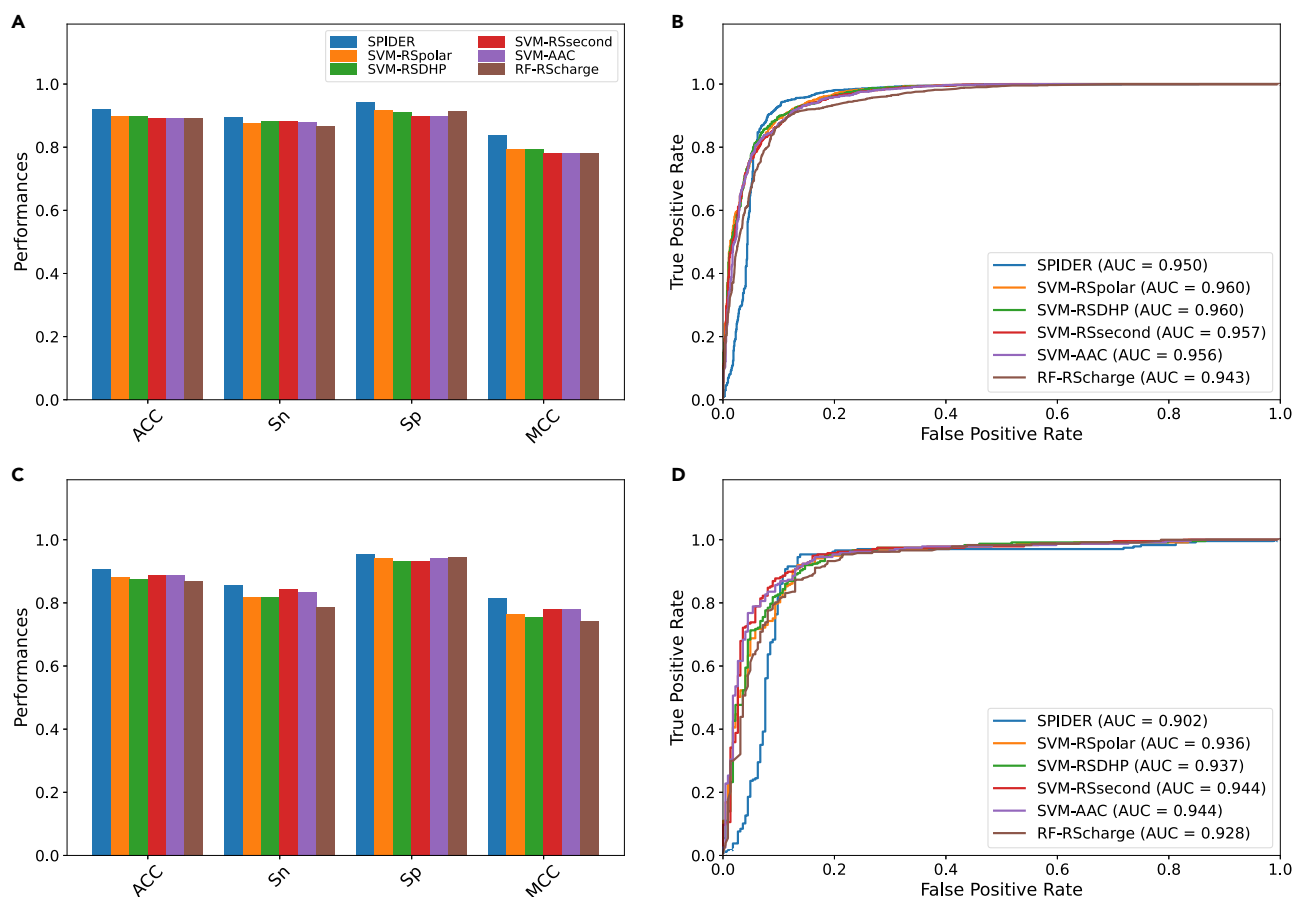 A
SPIDER
SVM-RSpolar
SVM-RSDHP
SVM-RSsecond
SVM-AAC
RF-RScharge
1.0
0.8
0.6
0.4
0.2
0.0
Performances
ACC
Sn
Sp
MCC
B
1.0
0.8
0.6
0.4
0.2
0.0
True Positive Rate
SPIDER (AUC = 0.950)
SVM-RSpolar (AUC = 0.960)
SVM-RSDHP (AUC = 0.960)
SVM-RSsecond (AUC = 0.957)
SVM-AAC (AUC = 0.956)
RF-RScharge (AUC = 0.943)
0.0 0.2 0.4 0.6 0.8 1.0
False Positive Rate
C
1.0
0.8
0.6
0.4
0.2
0.0
Performances
ACC
Sn
Sp
MCC
D
1.0
0.8
0.6
0.4
0.2
0.0
True Positive Rate
SPIDER (AUC = 0.902)
SVM-RSpolar (AUC = 0.936)
SVM-RSDHP (AUC = 0.937)
SVM-RSsecond (AUC = 0.944)
SVM-AAC (AUC = 0.944)
RF-RScharge (AUC = 0.928)
0.0 0.2 0.4 0.6 0.8 1.0
False Positive Rate